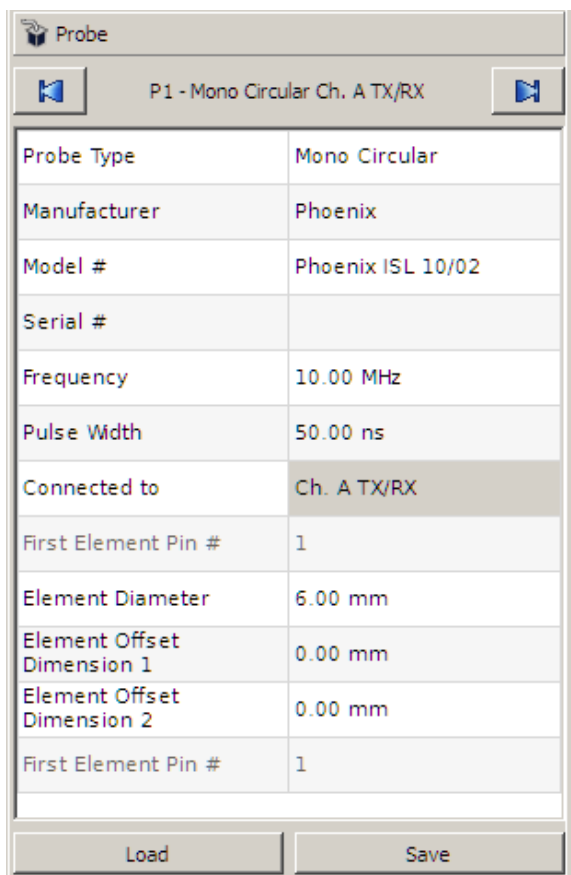 Probe
P1 - Mono Circular Ch. A TX/RX
Probe Type Mono Circular
Manufacturer Phoenix
Model # Phoenix ISL 10/02
Serial #
Frequency 10.00 MHz
Pulse Width 50.00 ns
Connected to Ch. A TX/RX
First Element Pin # 1
Element Diameter 6.00 mm
Element Offset
Dimension 1 0.00 mm
Element Offset
Dimension 2 0.00 mm
First Element Pin # 1
Load Save